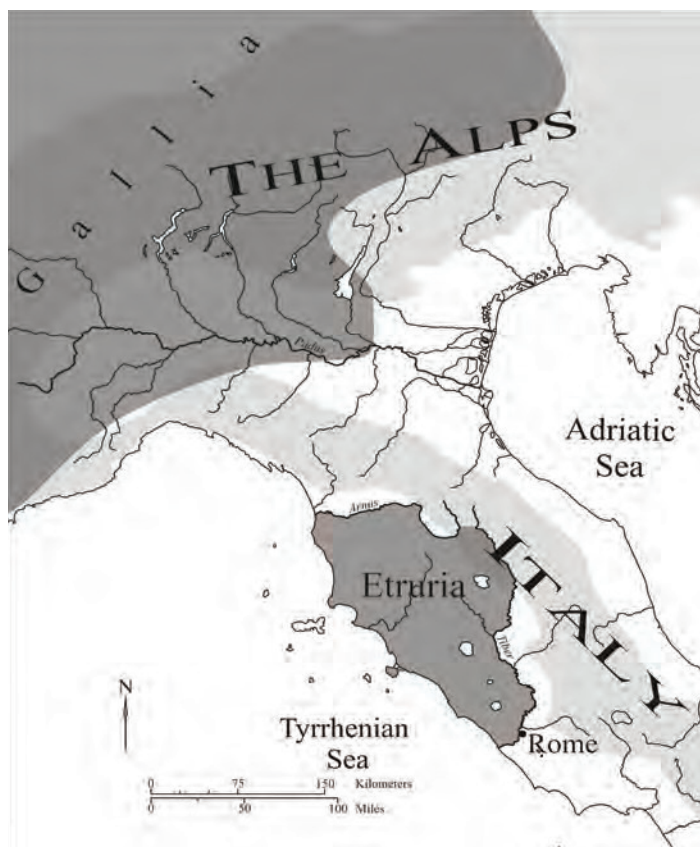 Gallia
THE ALPS
Padus
Adriatic
Sea
Arnus
ITALY
Etruria
Tiber
N
Tyrrhenian
Sea
Rome
0 75 150 Kilometers
0 50 100 Miles